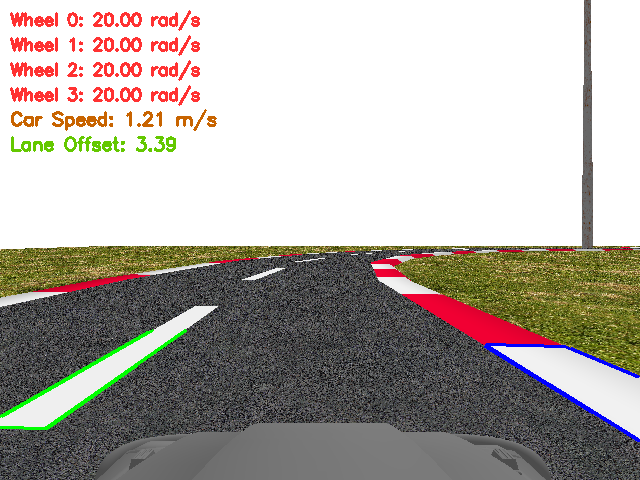 Wheel 0: 20.00 rad/s
Wheel 1: 20.00 rad/s
Wheel 2: 20.00 rad/s
Wheel 3: 20.00 rad/s
Car Speed: 1.21 m/s
Lane Offset: 3.39